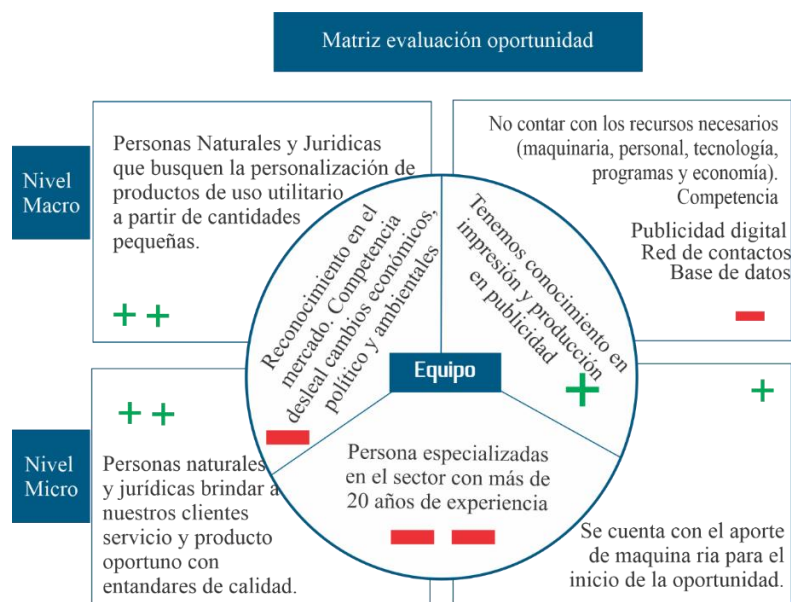 Matriz evaluación oportunidad
Nivel
Macro
Personas Naturales y Juridicas
que busquen la personalización de
productos de uso utilitario
a partir de cantidades
pequeñas.
++
No contar con los recursos necesarios
(maquinaria, personal, tecnología,
programas y economía).
Competencia
Publicidad digital
Red de contactos
Base de datos
-
Reconocimiento en el
mercado. Competencia
desleal cambios económicos,
político y ambientales
-
Tenemos conocimiento en
impresión y producción
en publicidad
+
Equipo
Persona especializadas
en el sector con más de
20 años de experiencia
- -
Nivel
Micro
++
Personas naturales
y jurídicas brindar a
nuestros clientes
servicio y producto
oportuno con
entandares de calidad.
+
Se cuenta con el aporte
de maquina ria para el
inicio de la oportunidad.